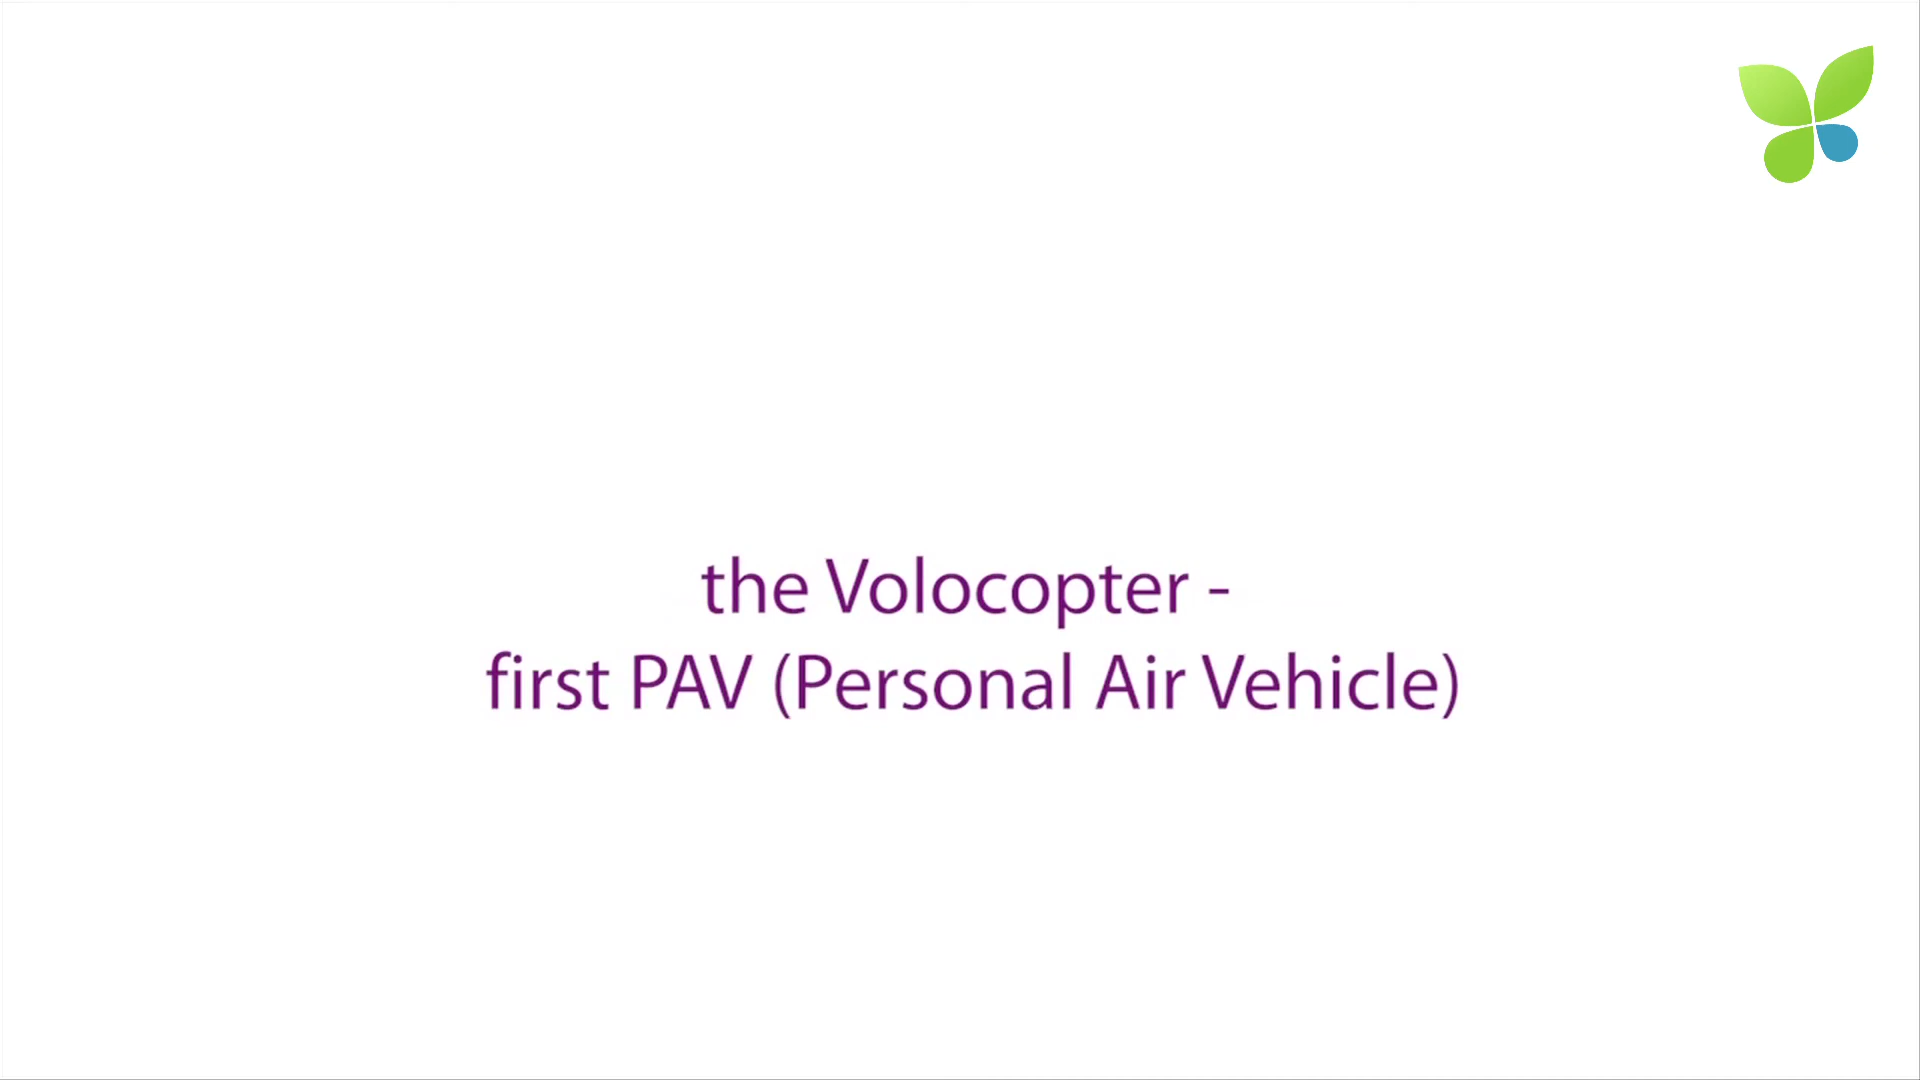 the Volocopter -
first PAV (Personal Air Vehicle)